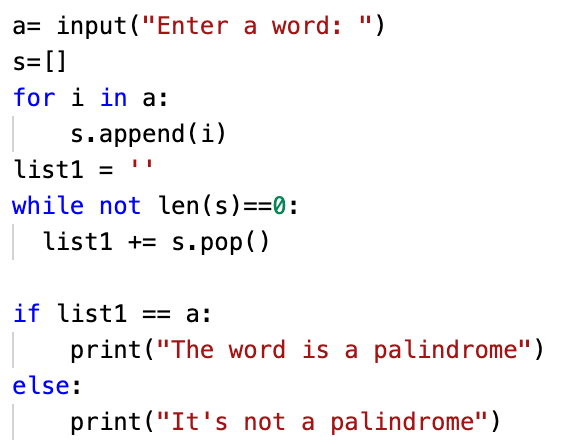 a= input("Enter a word: ")
s=[]
for i in a:
    s.append(i)
list1 = ''
while not len(s)==0:
  list1 += s.pop()

if list1 == a:
    print("The word is a palindrome")
else:
    print("It's not a palindrome")